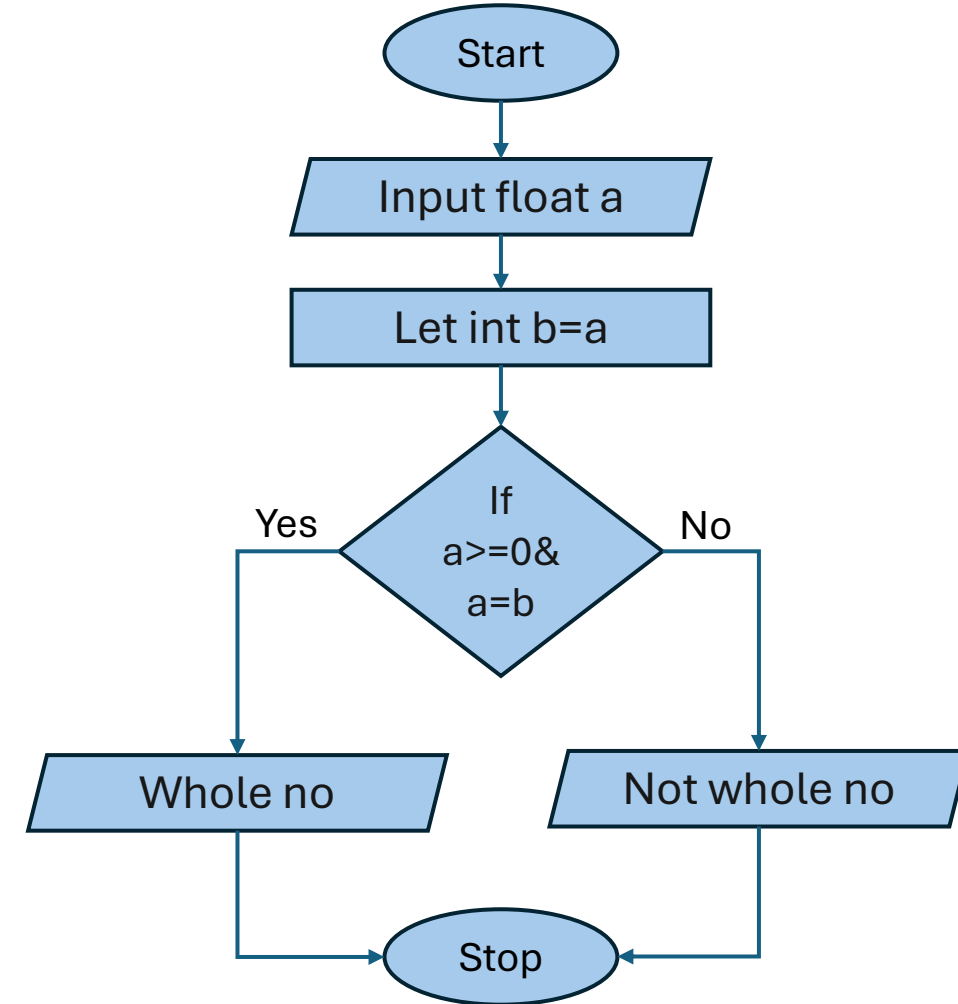 Start
Input float a
Let int b=a
If
a>=0&
a=b
Yes
No
Whole no
Not whole no
Stop